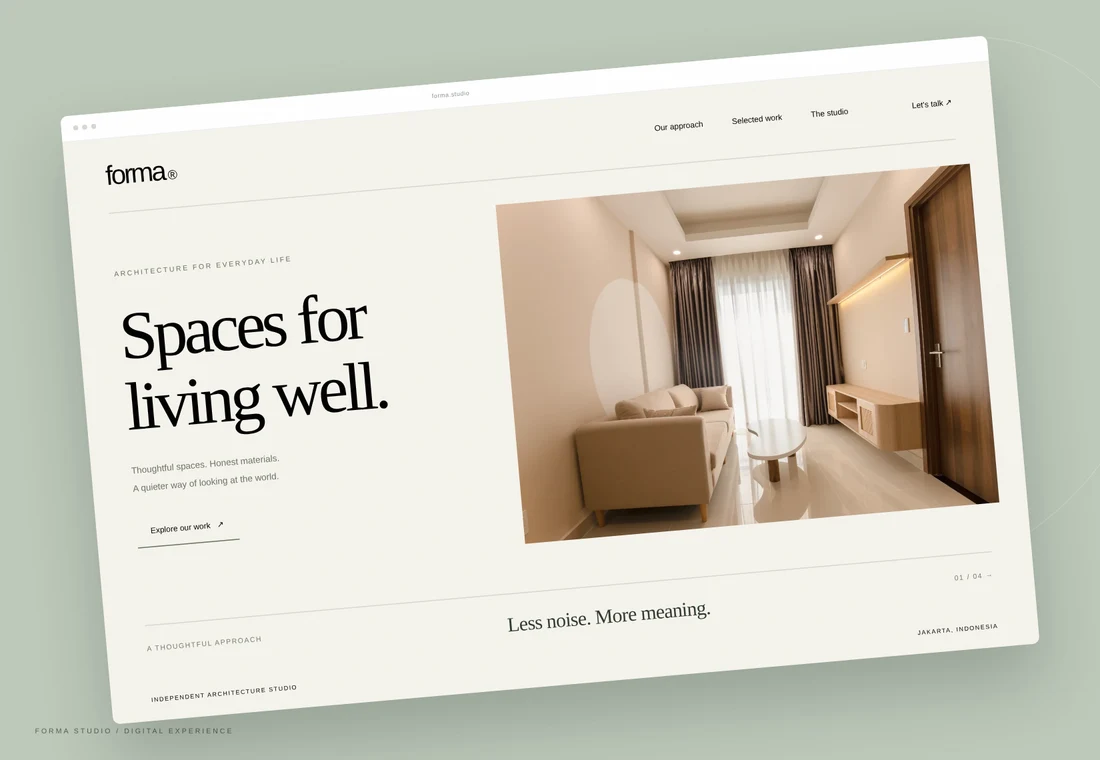 forma.studio
forma®
Our approach
Selected work
The studio
Let's talk ↗
ARCHITECTURE FOR EVERYDAY LIFE
Spaces for
living well.
Thoughtful spaces. Honest materials.
A quieter way of looking at the world.
Explore our work ↗
01 / 04 →
A THOUGHTFUL APPROACH
Less noise. More meaning.
INDEPENDENT ARCHITECTURE STUDIO
JAKARTA, INDONESIA
FORMA STUDIO / DIGITAL EXPERIENCE